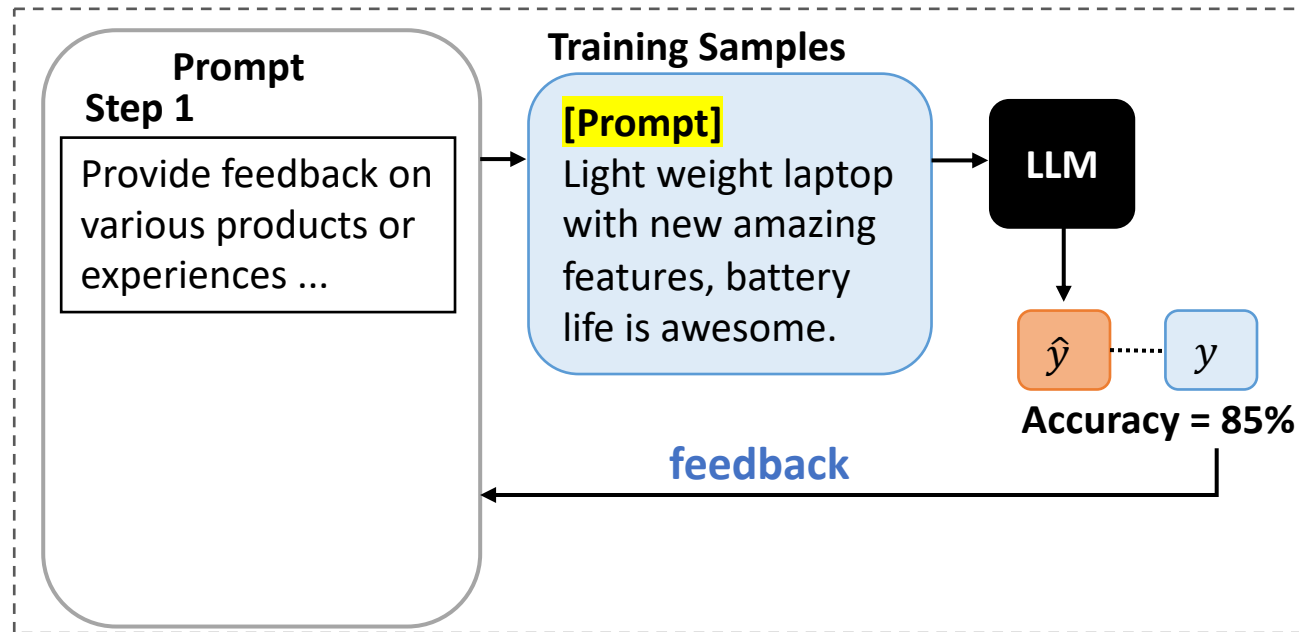 Prompt
Step 1
Provide feedback on
various products or
experiences ...
Training Samples
[Prompt]
Light weight laptop
with new amazing
features, battery
life is awesome.
LLM
ŷ
y
Accuracy = 85%
feedback